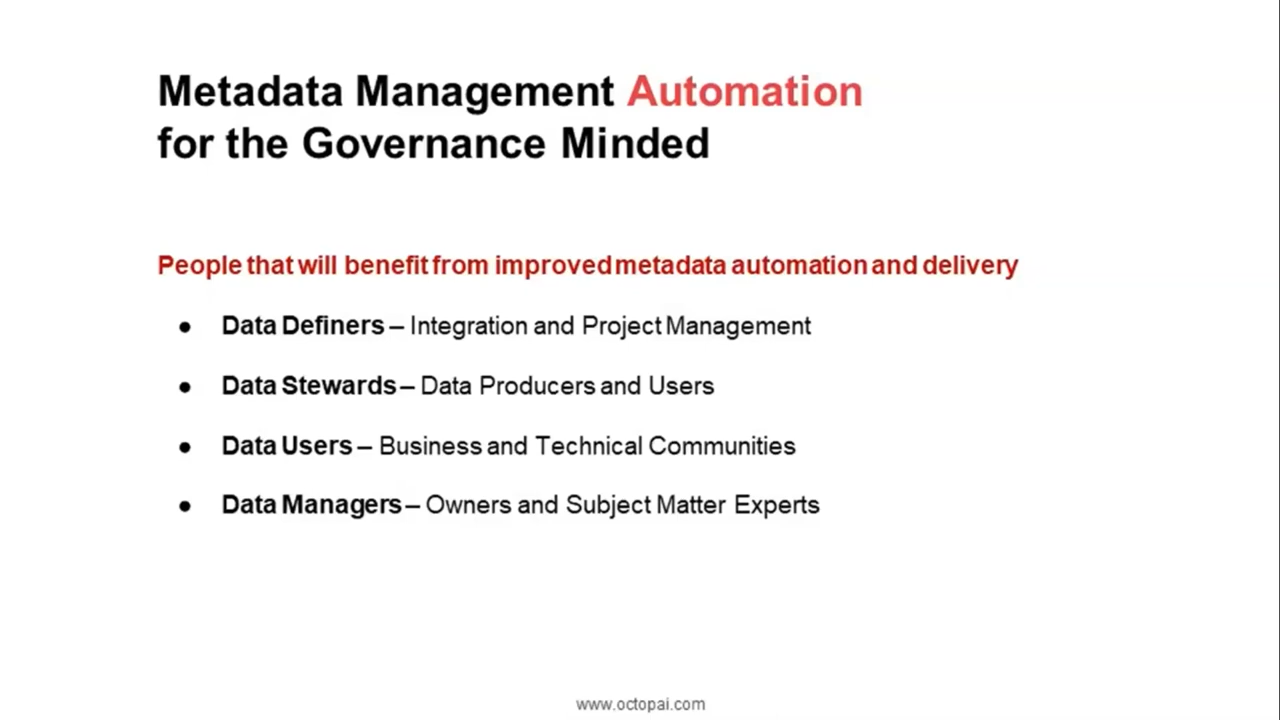 Metadata Management Automation
for the Governance Minded
People that will benefit from improved metadata automation and delivery
● Data Definers – Integration and Project Management
● Data Stewards – Data Producers and Users
● Data Users – Business and Technical Communities
● Data Managers – Owners and Subject Matter Experts
www.octopai.com